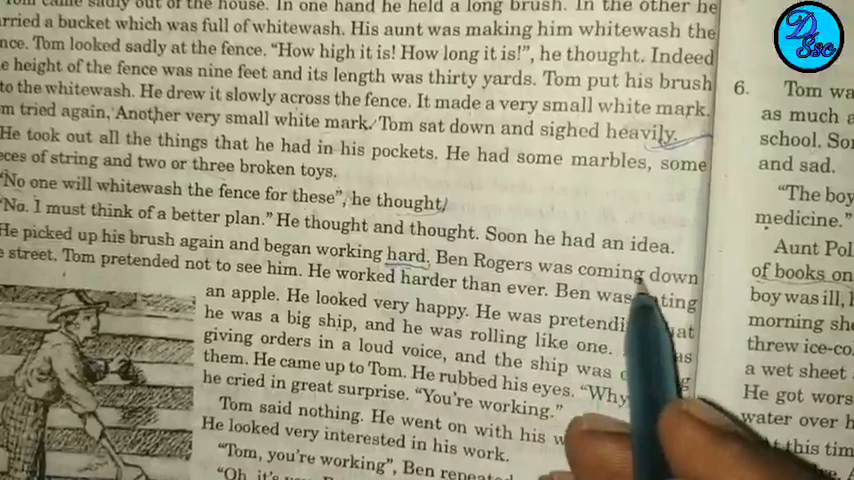 came sadly out of the house. In one hand he held a long brush. In the other he
rried a bucket which was full of whitewash. His aunt was making him whitewash the
nce. Tom looked sadly at the fence. “How high it is! How long it is!”, he thought. Indeed
e height of the fence was nine feet and its length was thirty yards. Tom put his brush
to the whitewash. He drew it slowly across the fence. It made a very small white mark.
m tried again, Another very small white mark. Tom sat down and sighed heavily.
He took out all the things that he had in his pockets. He had some marbles, some
eces of string and two or three broken toys.
“No one will whitewash the fence for these”, he thought
“No. I must think of a better plan.” He thought and thought. Soon he had an idea.
He picked up his brush again and began working hard. Ben Rogers was coming down
e street. Tom pretended not to see him. He worked harder than ever. Ben was ting
an apple. He looked very happy. He was pretendi at
he was a big ship, and he was rolling like one. as
giving orders in a loud voice, and the ship was g
them. He came up to Tom. He rubbed his eyes. “Why
he cried in great surprise. “You’re working.”
Tom said nothing. He went on with his w
He looked very interested in his work.
“Tom, you’re working”, Ben repeate
“Oh, it’s
D
Ssc
6. Tom wa
as much a
school. So
and sad.
“The boy
medicine.”
Aunt Pol
of books on
boy was ill, h
morning she
threw ice-co
a wet sheet
He got wors
water over h
At this tim